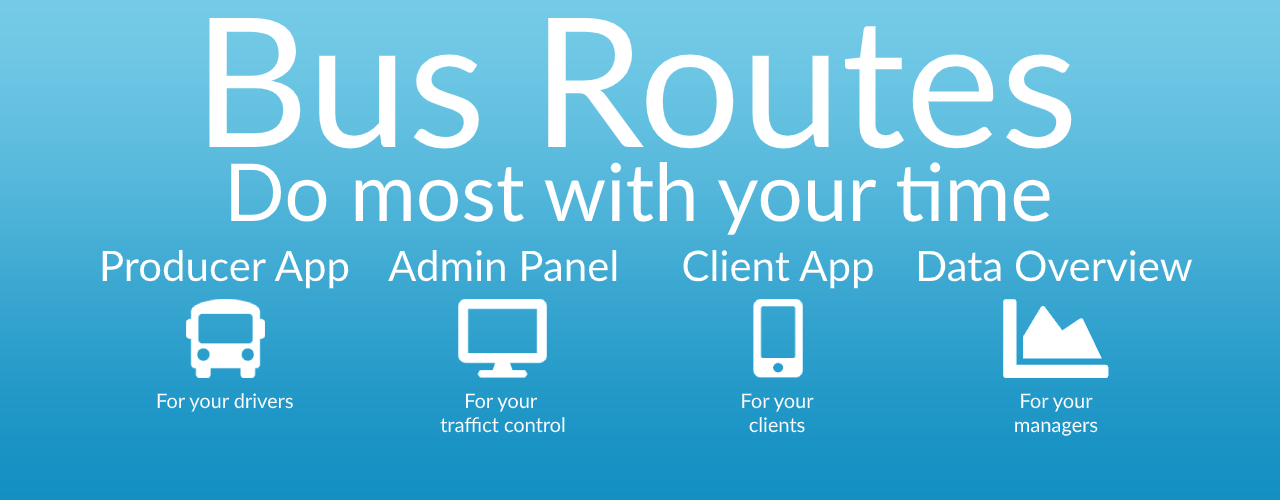 Bus Routes
Do most with your time
Producer App Admin Panel Client App Data Overview
For your drivers For your For your For your
traffict control clients managers